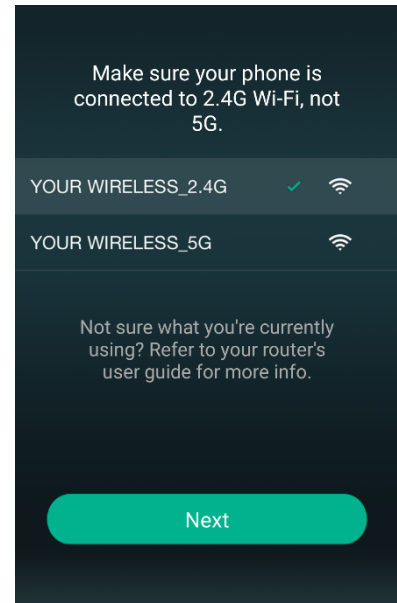 Make sure your phone is
connected to 2.4G Wi-Fi, not
5G.
YOUR WIRELESS_2.4G
YOUR WIRELESS_5G
Not sure what you're currently
using? Refer to your router's
user guide for more info.
Next